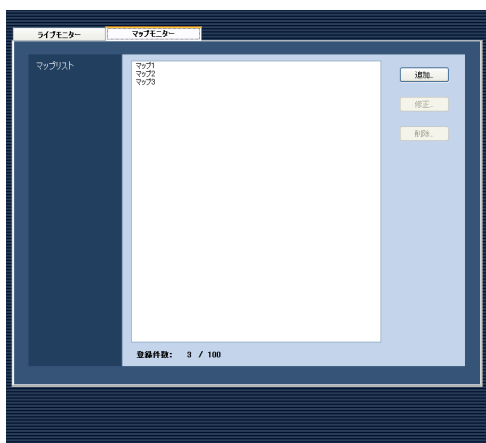 ライブモニター
マップモニター
マップリスト
マップ1
マップ2
マップ3
追加...
修正...
削除...
登録件数: 3 / 100